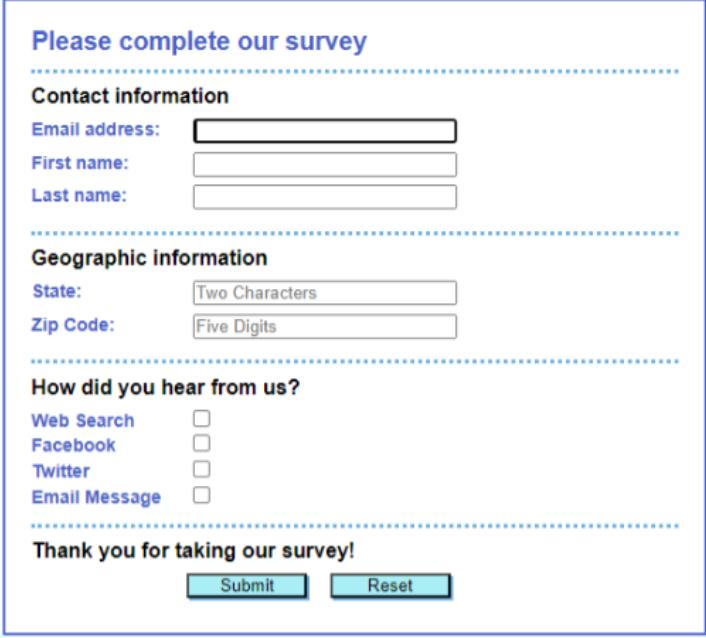 Please complete our survey
Contact information
Email address:
First name:
Last name:
Geographic information
State: Two Characters
Zip Code: Five Digits
How did you hear from us?
Web Search
Facebook
Twitter
Email Message
Thank you for taking our survey!
Submit Reset